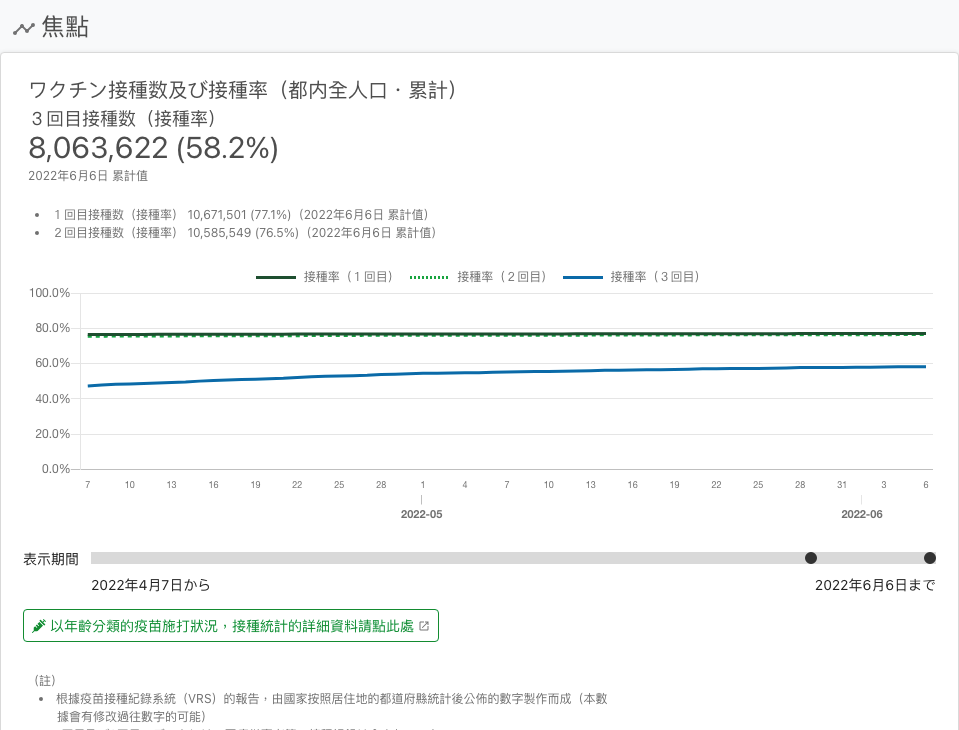 焦點
ワクチン接種数及び接種率（都内全人口・累計）
３回目接種数（接種率）
8,063,622 (58.2%)
2022年6月6日 累計値
• １回目接種数（接種率） 10,671,501 (77.1%)（2022年6月6日 累計値）
• ２回目接種数（接種率） 10,585,549 (76.5%)（2022年6月6日 累計値）
接種率（１回目） 接種率（２回目） 接種率（３回目）
100.0%
80.0%
60.0%
40.0%
20.0%
0.0%
7 10 13 16 19 22 25 28 1 4 7 10 13 16 19 22 25 28 31 3 6
2022-05 2022-06
表示期間
2022年4月7日から 2022年6月6日まで
以年齡分類的疫苗施打狀況，接種統計的詳細資料請點此處
（註）
• 根據疫苗接種紀錄系統（VRS）的報告，由國家按照居住地的都道府縣統計後公佈的數字製作而成（本數
據會有修改過往數字的可能）